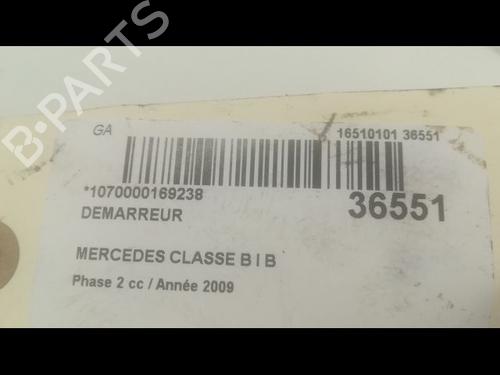 B-PARTS
GA
16510101 36551
*1070000169238
36551
DEMARREUR
MERCEDES CLASSE B I B
Phase 2 cc / Année 2009